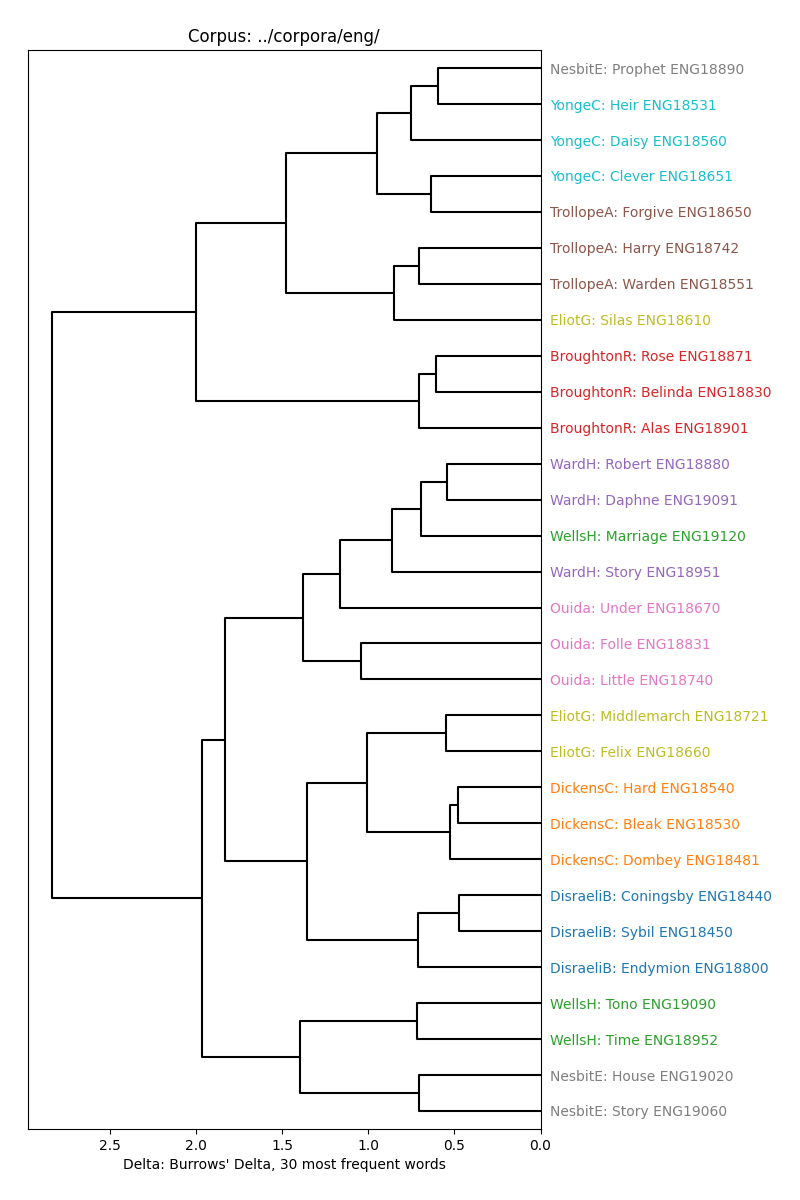 Corpus: ../corpora/eng/
NesbitE: Prophet ENG18890
YongeC: Heir ENG18531
YongeC: Daisy ENG18560
YongeC: Clever ENG18651
TrollopeA: Forgive ENG18650
TrollopeA: Harry ENG18742
TrollopeA: Warden ENG18551
EliotG: Silas ENG18610
BroughtonR: Rose ENG18871
BroughtonR: Belinda ENG18830
BroughtonR: Alas ENG18901
WardH: Robert ENG18880
WardH: Daphne ENG19091
WellsH: Marriage ENG19120
WardH: Story ENG18951
Ouida: Under ENG18670
Ouida: Folle ENG18831
Ouida: Little ENG18740
EliotG: Middlemarch ENG18721
EliotG: Felix ENG18660
DickensC: Hard ENG18540
DickensC: Bleak ENG18530
DickensC: Dombey ENG18481
DisraeliB: Coningsby ENG18440
DisraeliB: Sybil ENG18450
DisraeliB: Endymion ENG18800
WellsH: Tono ENG19090
WellsH: Time ENG18952
NesbitE: House ENG19020
NesbitE: Story ENG19060
2.5 2.0 1.5 1.0 0.5 0.0
Delta: Burrows' Delta, 30 most frequent words